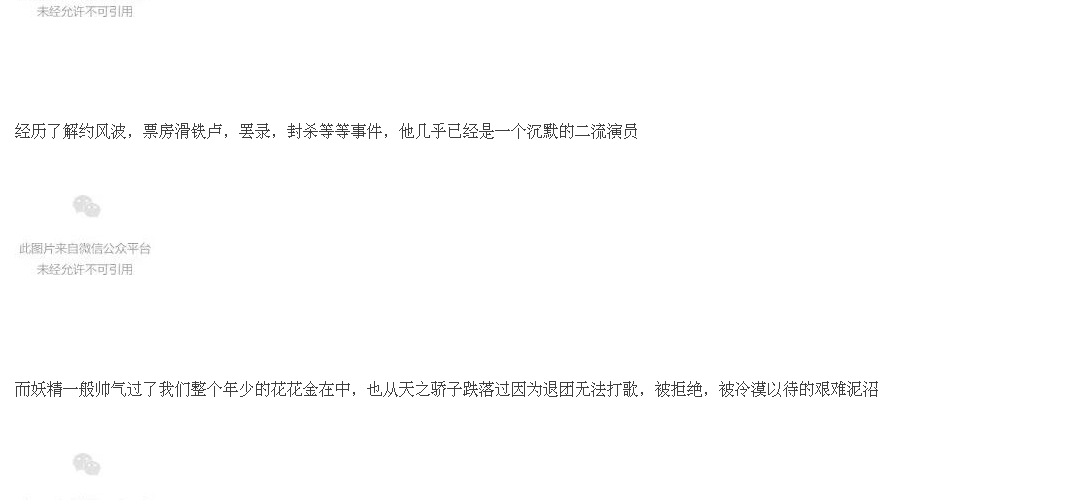 未经允许不可引用
经历了解约风波，票房滑铁卢，罢录，封杀等等事件，他几乎已经是一个沉默的二流演员
此图片来自微信公众平台
未经允许不可引用
而妖精一般帅气过了我们整个年少的花花金在中，也从天之骄子跌落过因为退团无法打歌，被拒绝，被冷漠以待的艰难泥沼